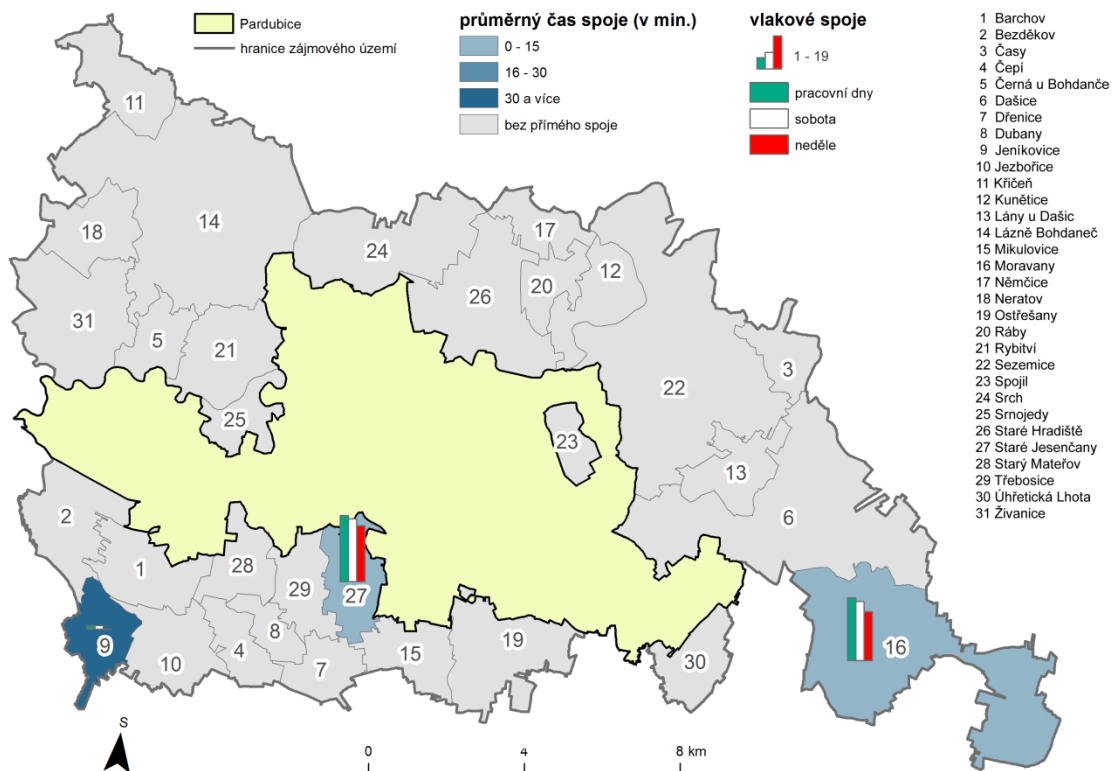 Pardubice
hranice zájmového území
průměrný čas spoje (v min.)
0 - 15
16 - 30
30 a více
bez přímého spoje
vlakové spoje
1 - 19
pracovní dny
sobota
neděle
1 Barchov
2 Bezděkov
3 Časy
4 Čepí
5 Černá u Bohdanče
6 Dašice
7 Dřenice
8 Dubany
9 Jeníkovice
10 Jezbořice
11 Křičeň
12 Kunětice
13 Lány u Dašic
14 Lázně Bohdaneč
15 Mikulovice
16 Moravany
17 Němčice
18 Neratov
19 Ostřešany
20 Ráby
21 Rybitví
22 Sezemice
23 Spojil
24 Srch
25 Srnojedy
26 Staré Hradiště
27 Staré Jesenčany
28 Starý Mateřov
29 Třebosice
30 Úhřetická Lhota
31 Živanice
11
14
18
24
17
12
20
26
31
5
21
3
22
25
23
13
6
2
1
28
29
27
9
10
4
8
7
15
19
30
16
S
0 4 8 km